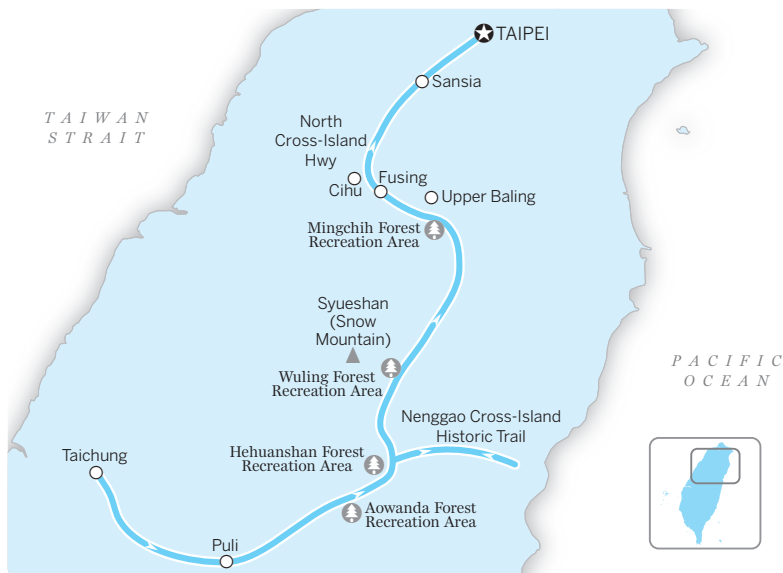 TAIPEI
Sansia
TAIWAN
STRAIT
North
Cross-Island
Hwy
Cihu
Fusing
Upper Baling
Mingchih Forest
Recreation Area
Syueshan
(Snow
Mountain)
Wuling Forest
Recreation Area
PACIFIC
OCEAN
Nenggao Cross-Island
Historic Trail
Taichung
Hehuanshan Forest
Recreation Area
Aowanda Forest
Recreation Area
Puli